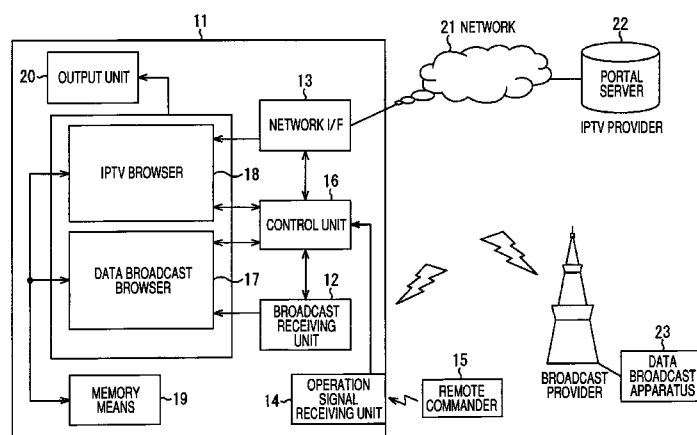 11
21 NETWORK
22
20
OUTPUT UNIT
13
NETWORK I/F
PORTAL
SERVER
IPTV PROVIDER
IPTV BROWSER
18
16
CONTROL UNIT
DATA BROADCAST
BROWSER
17
12
BROADCAST
RECEIVING UNIT
MEMORY
MEANS
19
14
OPERATION
SIGNAL
RECEIVING UNIT
15
REMOTE
COMMANDER
BROADCAST
PROVIDER
23
DATA
BROADCAST
APPARATUS